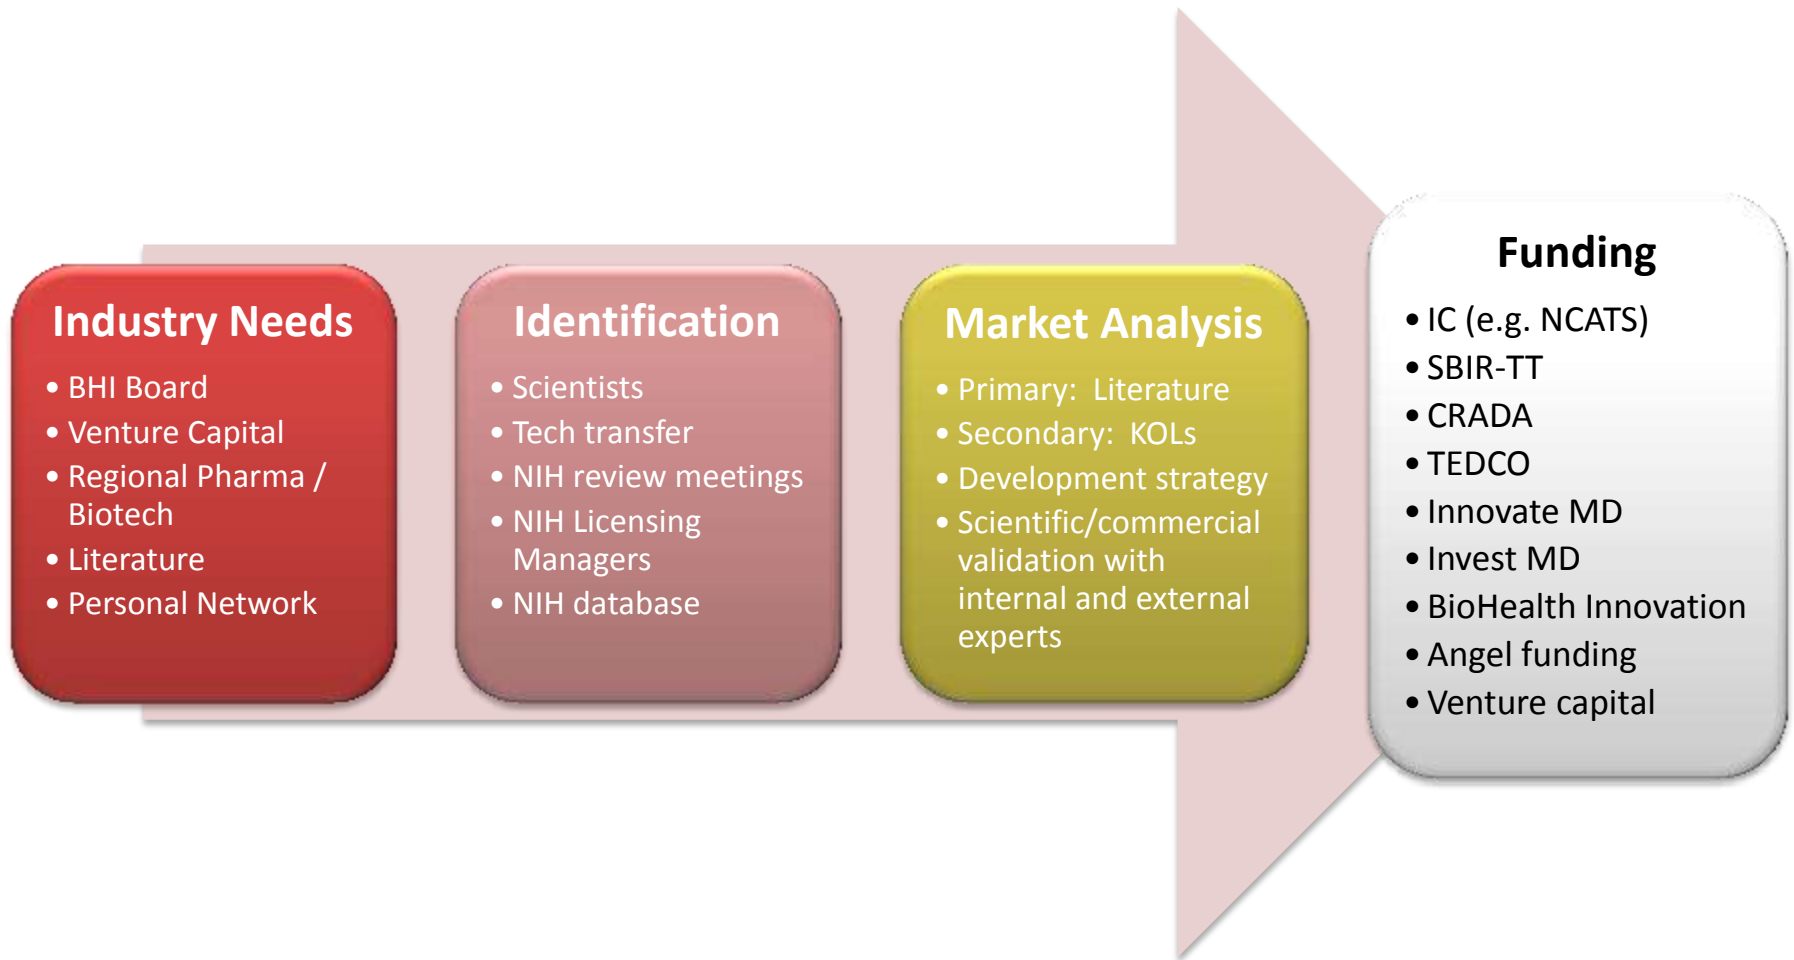 Industry Needs
• BHI Board
• Venture Capital
• Regional Pharma /
Biotech
• Literature
• Personal Network
Identification
• Scientists
• Tech transfer
• NIH review meetings
• NIH Licensing
Managers
• NIH database
Market Analysis
• Primary: Literature
• Secondary: KOLs
• Development strategy
• Scientific/commercial
validation with
internal and external
experts
Funding
• IC (e.g. NCATS)
• SBIR-TT
• CRADA
• TEDCO
• Innovate MD
• Invest MD
• BioHealth Innovation
• Angel funding
• Venture capital